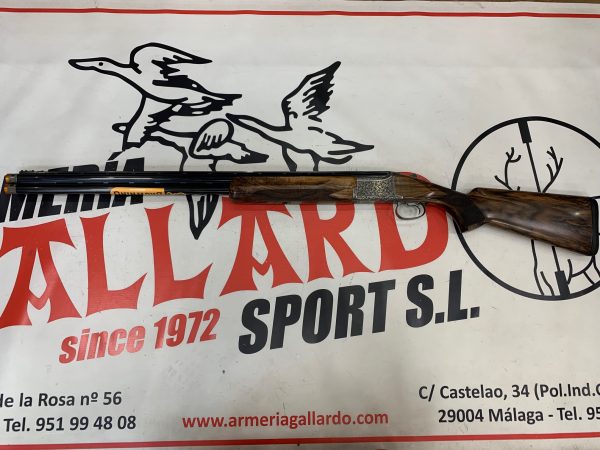 MERIA
ALLARD
since 1972 SPORT S.L.
de la Rosa nº 56
C/ Castelao, 34 (Pol.Ind.G
Tel. 951 99 48 08
www.armeriagallardo.com
29004 Málaga - Tel. 95